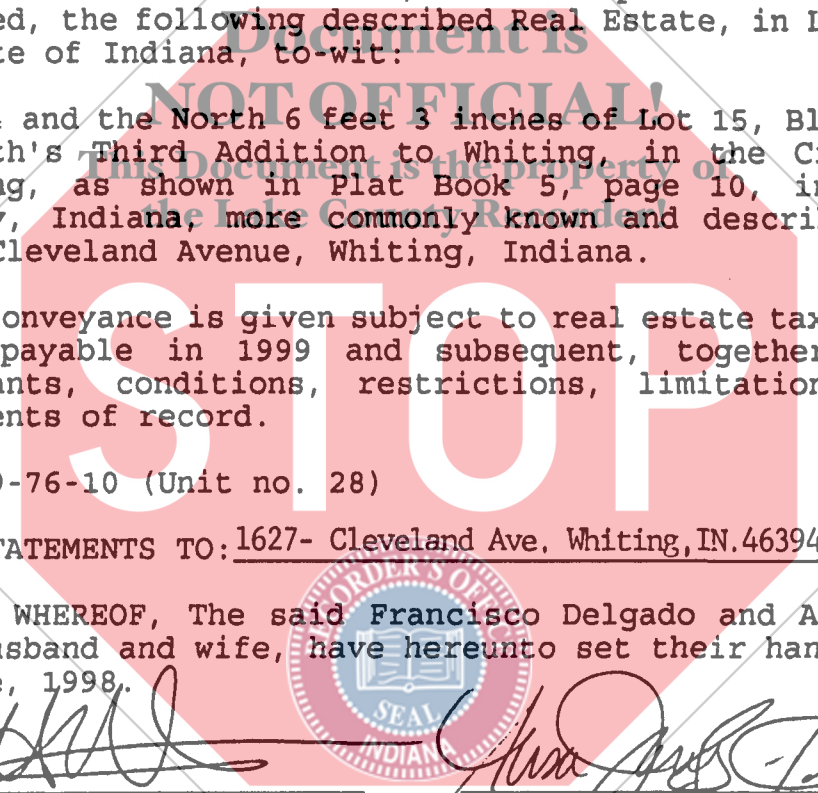 ed, the following described Real Estate, in L
te of Indiana, to-wit:
Document is
NOT OFFICIAL!
This Document is the property of
the Lake County Recorder!
and the North 6 feet 3 inches of Lot 15, Bl
th's Third Addition to Whiting, in the C
ng, as shown in Plat Book 5, page 10, in
y, Indiana, more commonly known and descri
Cleveland Avenue, Whiting, Indiana.
STOP
onveyance is given subject to real estate tax
payable in 1999 and subsequent, together
ants, conditions, restrictions, limitation
ents of record.
-76-10 (Unit no. 28)
TATEMENTS TO: 1627- Cleveland Ave. Whiting,IN.46394
WHEREOF, The said Francisco Delgado and A
usband and wife, have hereunto set their han
e, 1998.
RECORDER'S OFFICE
SEAL
INDIANA